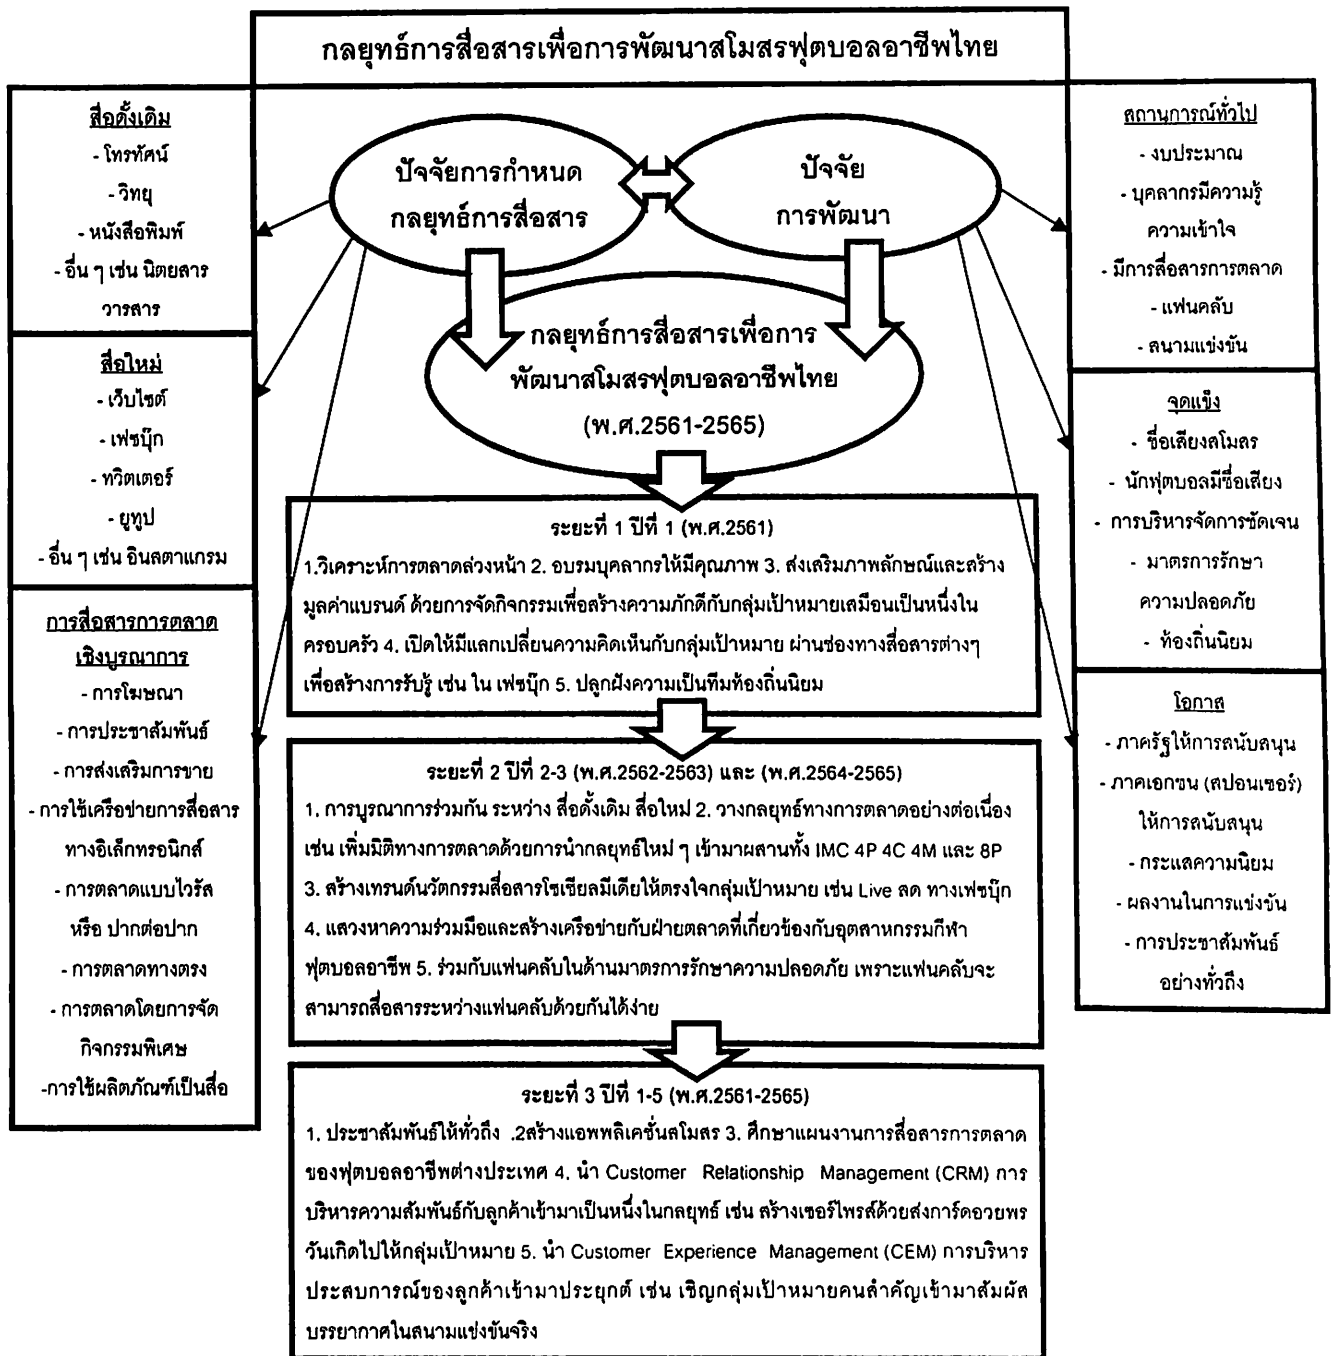 กลยุทธ์การสื่อสารเพื่อการพัฒนาสโมสรฟุตบอลอาชีพไทย
สื่อดั้งเดิม
- โทรทัศน์
- วิทยุ
- หนังสือพิมพ์
- อื่น ๆ เช่น นิตยสาร
วารสาร
สื่อใหม่
- เว็บไซต์
- เฟซบุ๊ก
- ทวิตเตอร์
- ยูทูป
- อื่น ๆ เช่น อินสตาแกรม
การสื่อสารการตลาด
เชิงบูรณาการ
- การโฆษณา
- การประชาสัมพันธ์
- การส่งเสริมการขาย
- การใช้เครือข่ายการสื่อสาร
ทางอิเล็กทรอนิกส์
- การตลาดแบบไวรัส
หรือ ปากต่อปาก
- การตลาดทางตรง
- การตลาดโดยการจัด
กิจกรรมพิเศษ
-การใช้ผลิตภัณฑ์เป็นสื่อ
ปัจจัยการกำหนด
กลยุทธ์การสื่อสาร
ปัจจัย
การพัฒนา
กลยุทธ์การสื่อสารเพื่อการ
พัฒนาสโมสรฟุตบอลอาชีพไทย
(พ.ศ.2561-2565)
ระยะที่ 1 ปีที่ 1 (พ.ศ.2561)
1.วิเคราะห์การตลาดล่วงหน้า 2. อบรมบุคลากรให้มีคุณภาพ 3. ส่งเสริมภาพลักษณ์และสร้าง
มูลค่าแบรนด์ ด้วยการจัดกิจกรรมเพื่อสร้างความภักดีกับกลุ่มเป้าหมายเสมือนเป็นหนึ่งใน
ครอบครัว 4. เปิดให้มีแลกเปลี่ยนความคิดเห็นกับกลุ่มเป้าหมาย ผ่านช่องทางสื่อสารต่างๆ
เพื่อสร้างการรับรู้ เช่น ใน เฟซบุ๊ก 5. ปลูกฝังความเป็นทีมท้องถิ่นนิยม
ระยะที่ 2 ปีที่ 2-3 (พ.ศ.2562-2563) และ (พ.ศ.2564-2565)
1. การบูรณาการร่วมกัน ระหว่าง สื่อดั้งเดิม สื่อใหม่ 2. วางกลยุทธ์ทางการตลาดอย่างต่อเนื่อง
เช่น เพิ่มมิติทางการตลาดด้วยการนำกลยุทธ์ใหม่ ๆ เข้ามาผสานทั้ง IMC 4P 4C 4M และ 8P
3. สร้างเทรนด์นวัตกรรมสื่อสารโซเชียลมีเดียให้ตรงใจกลุ่มเป้าหมาย เช่น Live สด ทางเฟซบุ๊ก
4. แสวงหาความร่วมมือและสร้างเครือข่ายกับฝ่ายตลาดที่เกี่ยวข้องกับอุตสาหกรรมกีฬา
ฟุตบอลอาชีพ 5. ร่วมกับแฟนคลับในด้านมาตรการรักษาความปลอดภัย เพราะแฟนคลับจะ
สามารถสื่อสารระหว่างแฟนคลับด้วยกันได้ง่าย
ระยะที่ 3 ปีที่ 1-5 (พ.ศ.2561-2565)
1. ประชาสัมพันธ์ให้ทั่วถึง .2สร้างแอพพลิเคชั่นสโมสร 3. ศึกษาแผนงานการสื่อสารการตลาด
ของฟุตบอลอาชีพต่างประเทศ 4. นำ Customer Relationship Management (CRM) การ
บริหารความสัมพันธ์กับลูกค้าเข้ามาเป็นหนึ่งในกลยุทธ์ เช่น สร้างเซอร์ไพรส์ด้วยส่งการ์ดอวยพร
วันเกิดไปให้กลุ่มเป้าหมาย 5. นำ Customer Experience Management (CEM) การบริหาร
ประสบการณ์ของลูกค้าเข้ามาประยุกต์ เช่น เชิญกลุ่มเป้าหมายคนสำคัญเข้ามาสัมผัส
บรรยากาศในสนามแข่งขันจริง
สถานการณ์ทั่วไป
- งบประมาณ
- บุคลากรมีความรู้
ความเข้าใจ
- มีการสื่อสารการตลาด
- แฟนคลับ
- สนามแข่งขัน
จุดแข็ง
- ชื่อเสียงสโมสร
- นักฟุตบอลมีชื่อเสียง
- การบริหารจัดการชัดเจน
- มาตรการรักษา
ความปลอดภัย
- ท้องถิ่นนิยม
โอกาส
- ภาครัฐให้การสนับสนุน
- ภาคเอกชน (สปอนเซอร์)
ให้การสนับสนุน
- กระแสความนิยม
- ผลงานในการแข่งขัน
- การประชาสัมพันธ์
อย่างทั่วถึง